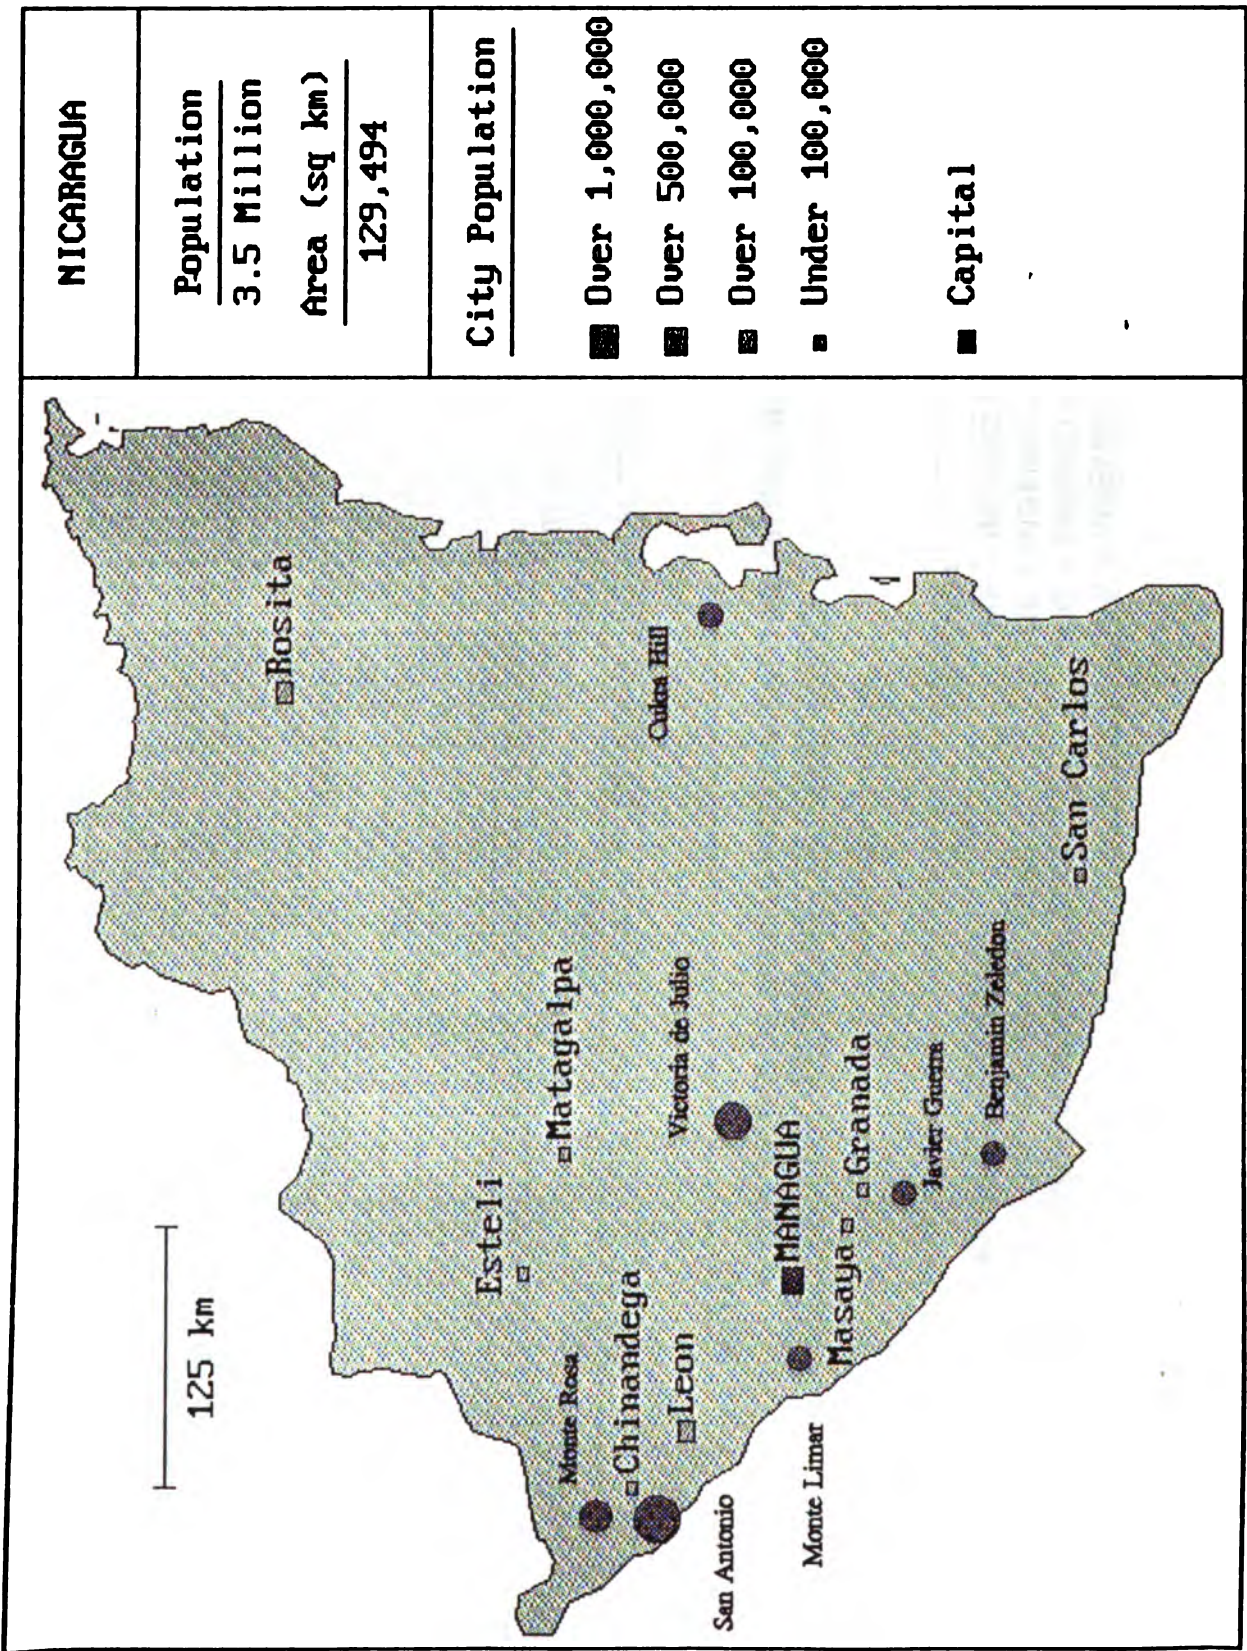 NICARAGUA
Population
3.5 Million
Area (sq km)
129,494
City Population
Over 1,000,000
Over 500,000
Over 100,000
Under 100,000
Capital
125 km
Rosita
Esteli
Matagalpa
Monte Rosa
Chinandega
Leon
San Antonio
Victoria de Julio
Cukra Hill
MANAGUA
Monte Limar
Masaya
Granada
Javier Guerra
Benjamin Zeledon
San Carlos